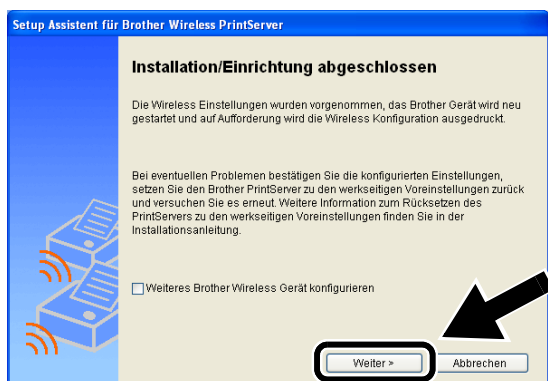 Setup Assistent für Brother Wireless PrintServer
Installation/Einrichtung abgeschlossen
Die Wireless Einstellungen wurden vorgenommen, das Brother Gerät wird neu
gestartet und auf Aufforderung wird die Wireless Konfiguration ausgedruckt.
Bei eventuellen Problemen bestätigen Sie die konfigurierten Einstellungen,
setzen Sie den Brother PrintServer zu den werkseitigen Voreinstellungen zurück
und versuchen Sie es erneut. Weitere Information zum Rücksetzen des
PrintServers zu den werkseitigen Voreinstellungen finden Sie in der
Installationsanleitung.
Weiteres Brother Wireless Gerät konfigurieren
Weiter >
Abbrechen